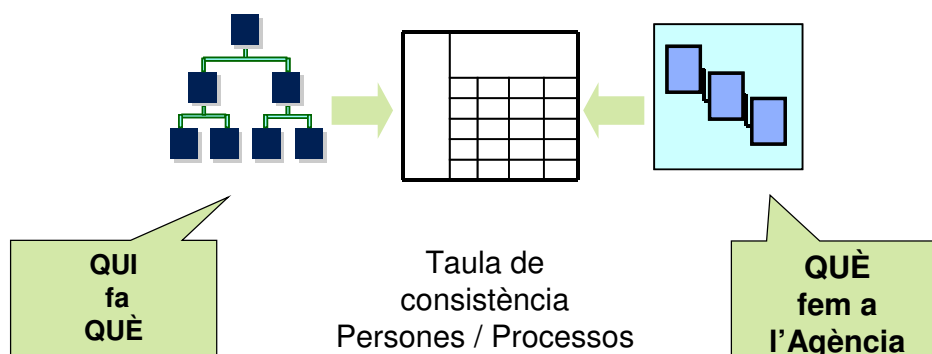 QUI
fa
QUÈ
Taula de
consistència
Persones / Processos
QUÈ
fem a
l'Agència